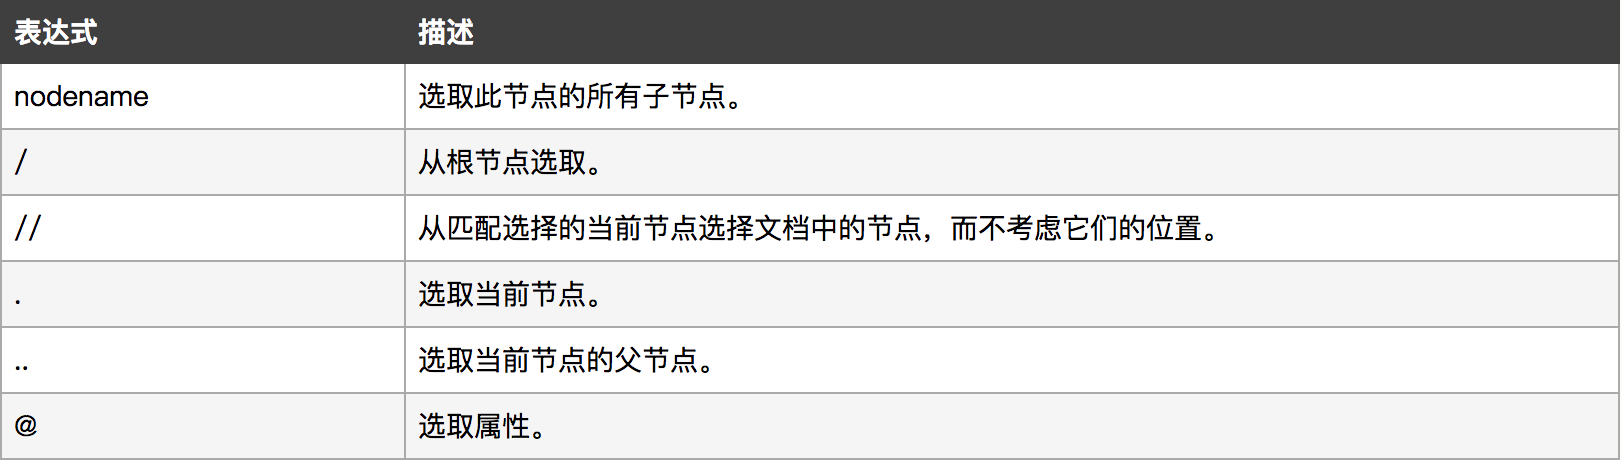 表达式 描述
nodename 选取此节点的所有子节点。
/ 从根节点选取。
// 从匹配选择的当前节点选择文档中的节点，而不考虑它们的位置。
. 选取当前节点。
.. 选取当前节点的父节点。
@ 选取属性。